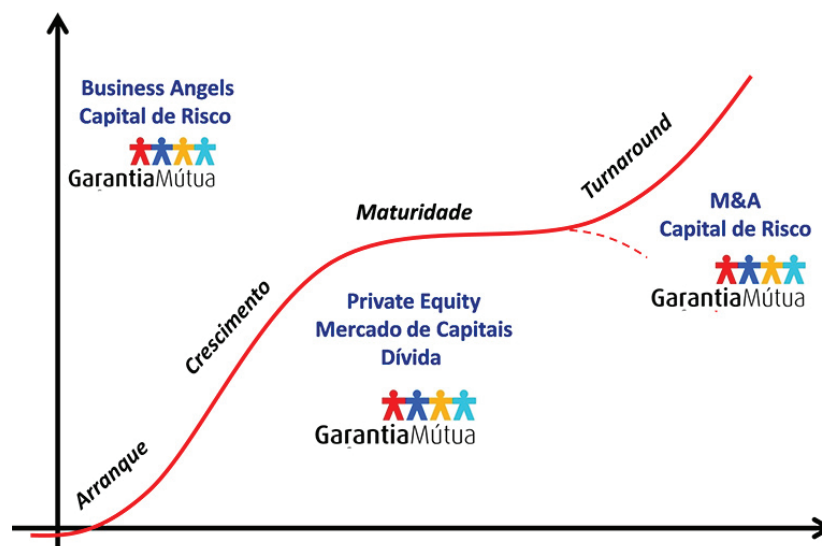 Business Angels
Capital de Risco
GarantiaMútua
Arranque
Crescimento
Maturidade
Turnaround
Private Equity
Mercado de Capitais
Dívida
GarantiaMútua
M&A
Capital de Risco
GarantiaMútua